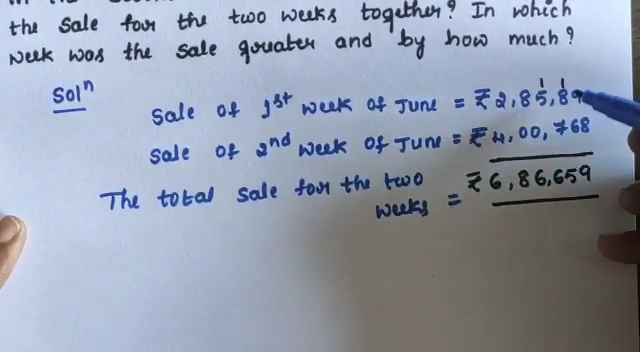 the sale for the two weeks together? In which
week was the sale greater and by how much?
Solⁿ
1 1
Sale of 1st week of June = ₹2,85,89
Sale of 2nd week of June = ₹4,00,768
The total sale for the two weeks = ₹6,86,659